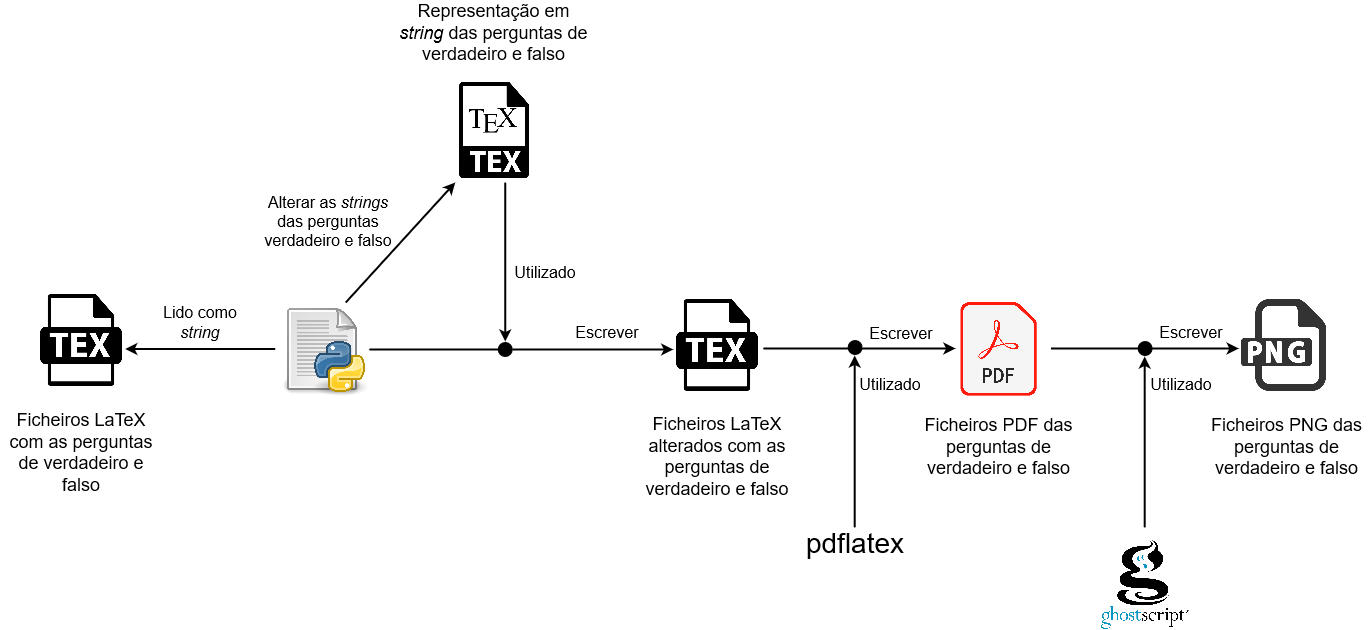 Representação em
string das perguntas de
verdadeiro e falso
TEX
TEX
Alterar as strings
das perguntas
verdadeiro e falso
Utilizado
Lido como
string
TEX
Escrever
TEX
Escrever
Utilizado
PDF
Escrever
Utilizado
PNG
Ficheiros LaTeX
com as perguntas
de verdadeiro e
falso
Ficheiros LaTeX
alterados com as
perguntas de
verdadeiro e falso
Ficheiros PDF das
perguntas de
verdadeiro e falso
Ficheiros PNG das
perguntas de
verdadeiro e falso
pdflatex
ghostscript